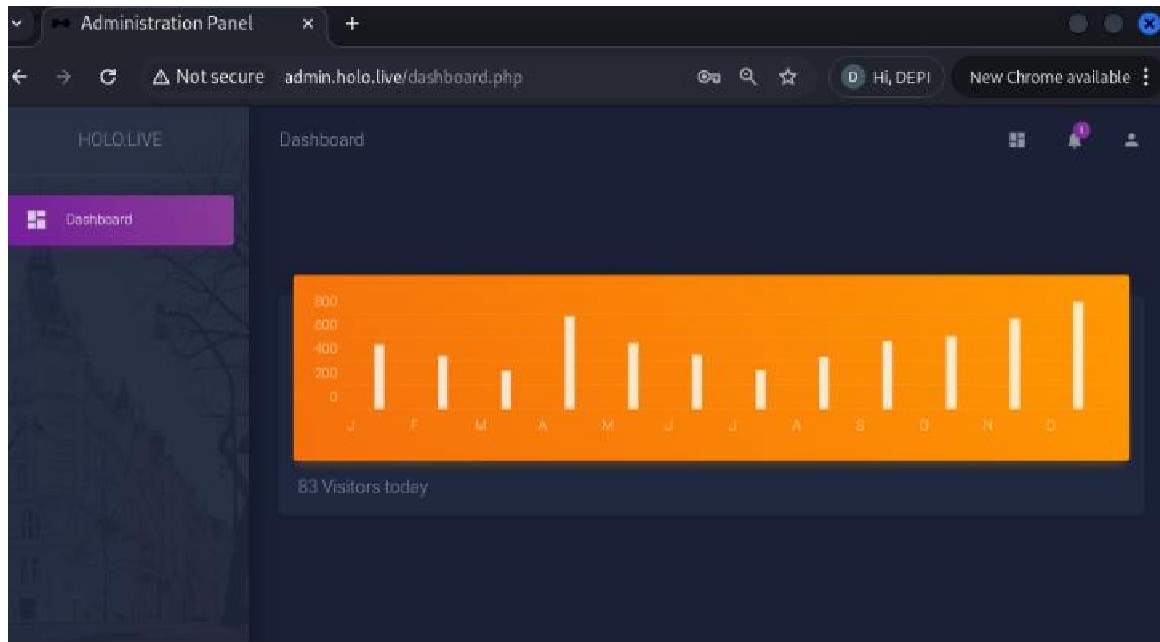 Administration Panel
Not secure admin.holo.live/dashboard.php D Hi, DEPI New Chrome available
HOLO.LIVE Dashboard 1
Dashboard
800
600
400
200
0
J F M A M J J A S O N D
83 Visitors today